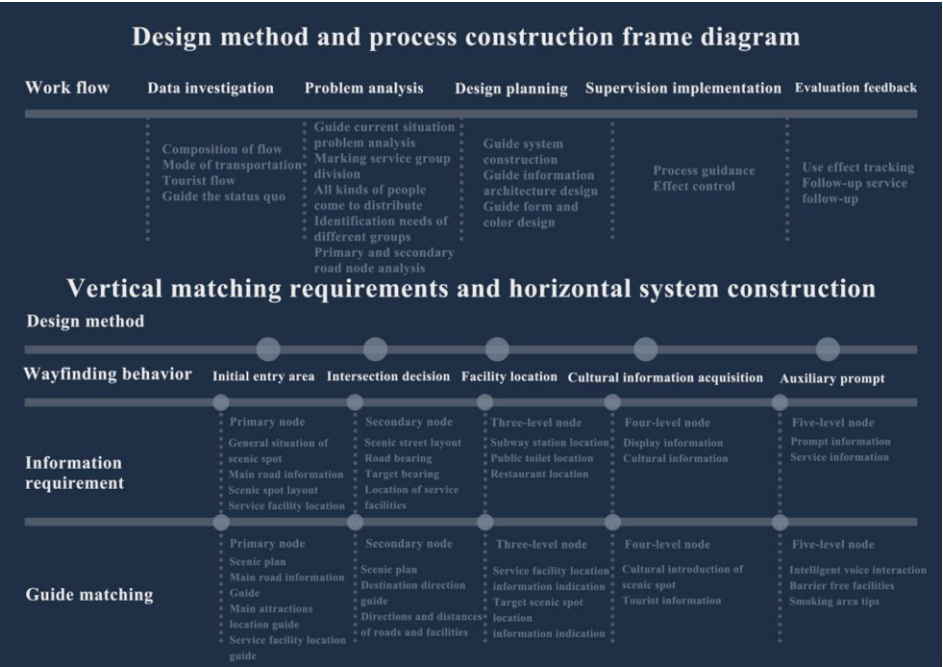 Design method and process construction frame diagram
Work flow
Data investigation
Problem analysis
Design planning
Supervision implementation
Evaluation feedback
Composition of flow
Mode of transportation
Tourist flow
Guide the status quo
Guide current situation
problem analysis
Marking service group
division
All kinds of people
come to distribute
Identification needs of
different groups
Primary and secondary
road node analysis
Guide system
construction
Guide information
architecture design
Guide form and
color design
Process guidance
Effect control
Use effect tracking
Follow-up service
follow-up
Vertical matching requirements and horizontal system construction
Design method
Wayfinding behavior
Initial entry area
Intersection decision
Facility location
Cultural information acquisition
Auxiliary prompt
Information
requirement
Primary node
General situation of
scenic spot
Main road information
Scenic spot layout
Service facility location
Secondary node
Scenic street layout
Road bearing
Target bearing
Location of service
facilities
Three-level node
Subway station location
Public toilet location
Restaurant location
Four-level node
Display information
Cultural information
Five-level node
Prompt information
Service information
Guide matching
Primary node
Scenic plan
Main road information
Guide
Main attractions
location guide
Service facility location
guide
Secondary node
Scenic plan
Destination direction
guide
Directions and distances
of roads and facilities
Three-level node
Service facility location
information indication
Target scenic spot
location
information indication
Four-level node
Cultural introduction of
scenic spot
Tourist information
Five-level node
Intelligent voice interaction
Barrier free facilities
Smoking area tips